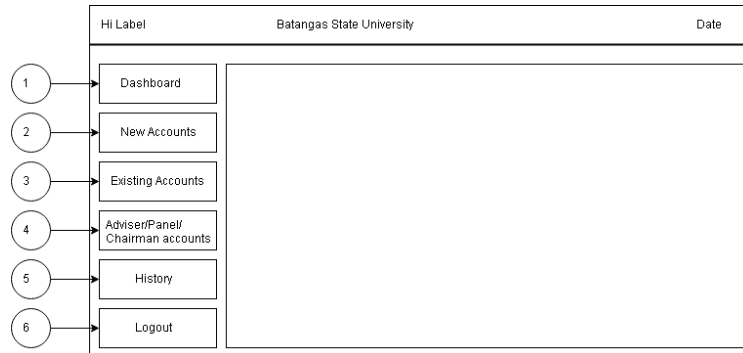 Hi Label Batangas State University Date
1 Dashboard
2 New Accounts
3 Existing Accounts
4 Adviser/Panel/
Chairman accounts
5 History
6 Logout